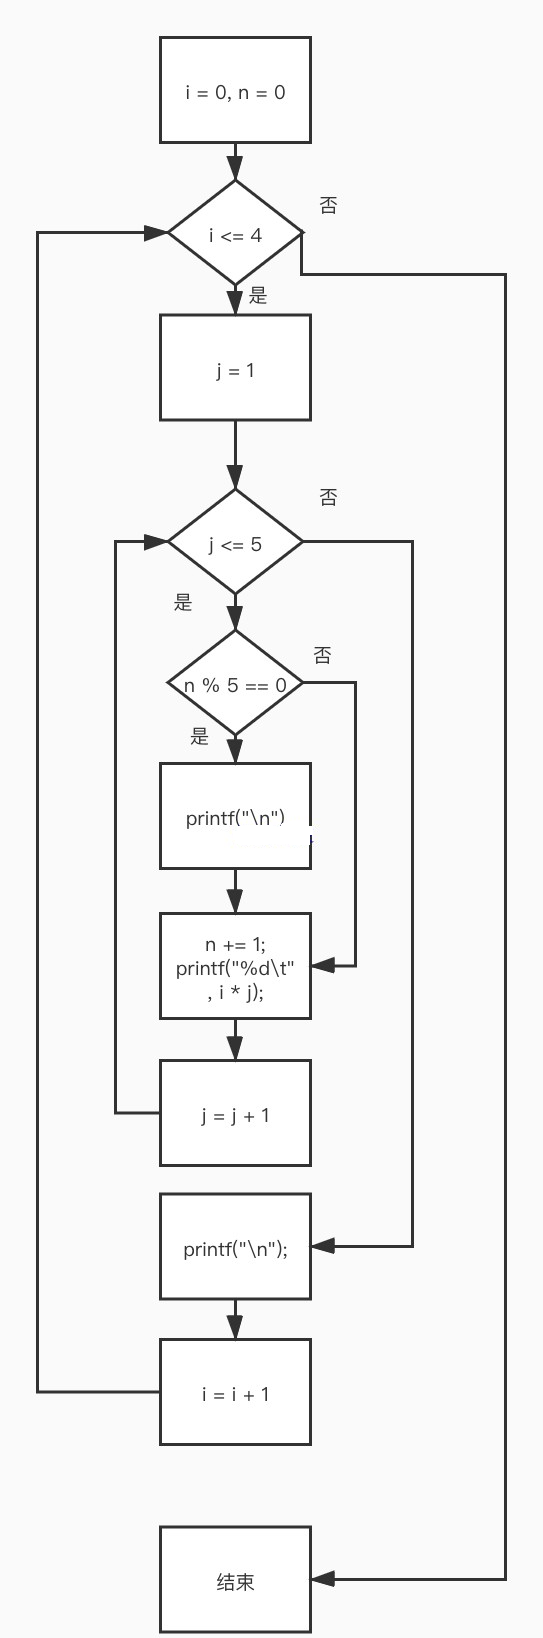 i = 0, n = 0
否
i <= 4
是
j = 1
否
j <= 5
是
否
n % 5 == 0
是
printf("\n")
n += 1;
printf("%d\t"
, i * j);
j = j + 1
printf("\n");
i = i + 1
结束